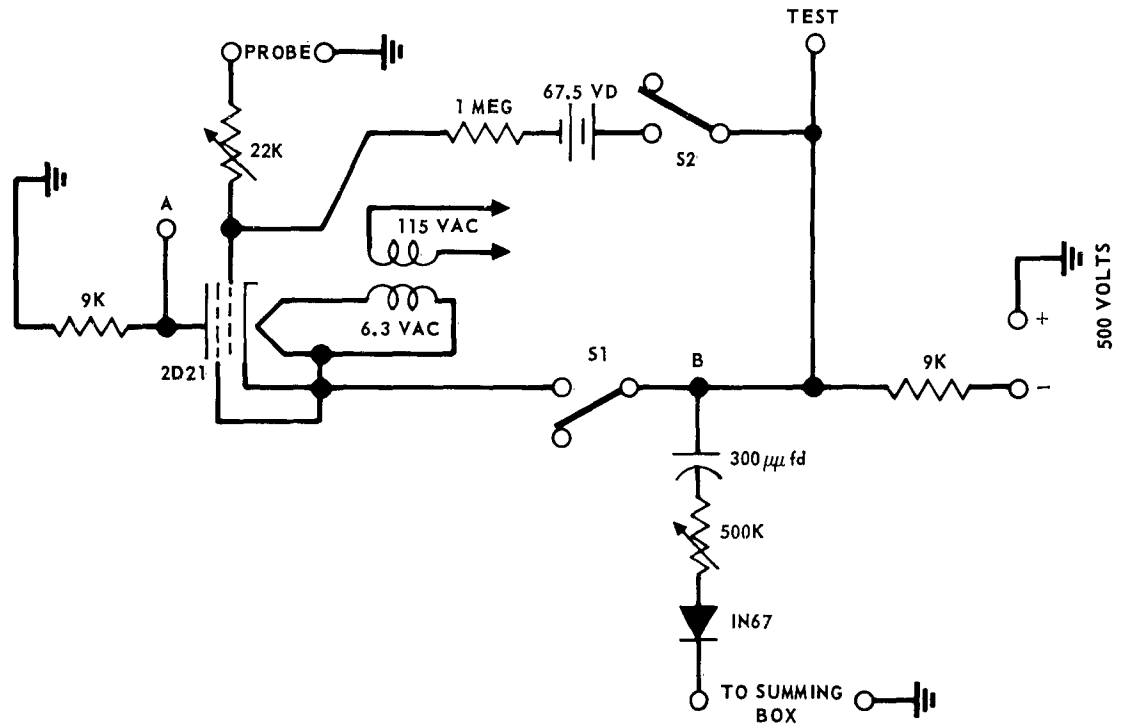 TEST
PROBE
67.5 VD
1 MEG
22K
S2
A
115 VAC
9K
6.3 VAC
2D21
S1
B
9K
+
−
500 VOLTS
300 μμ fd
500K
IN67
TO SUMMING
BOX